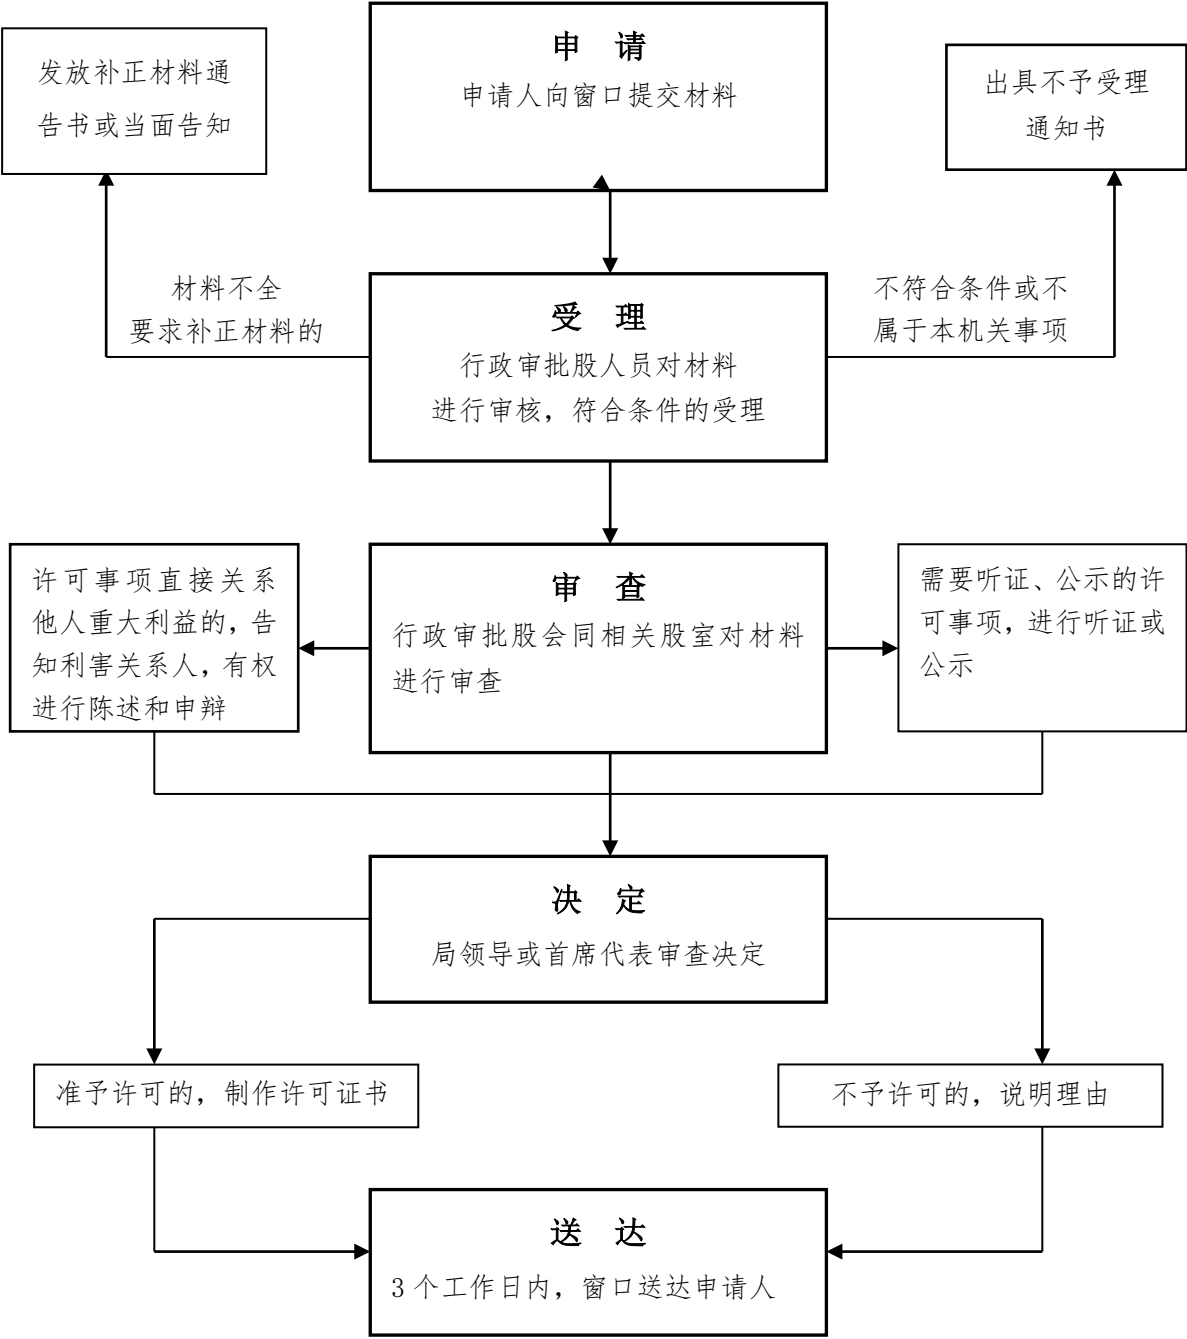 申 请
申请人向窗口提交材料
发放补正材料通
告书或当面告知
出具不予受理
通知书
材料不全
要求补正材料的
不符合条件或不
属于本机关事项
受 理
行政审批股人员对材料
进行审核，符合条件的受理
许可事项直接关系
他人重大利益的，告
知利害关系人，有权
进行陈述和申辩
审 查
行政审批股会同相关股室对材料
进行审查
需要听证、公示的许
可事项，进行听证或
公示
决 定
局领导或首席代表审查决定
准予许可的，制作许可证书
不予许可的，说明理由
送 达
3 个工作日内，窗口送达申请人